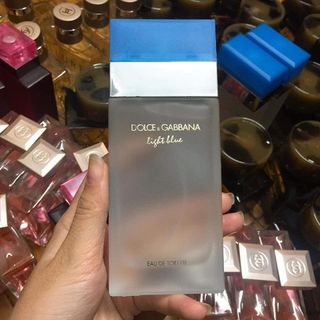 DOLCE & GABBANA
light blue
EAU DE TOILETTE